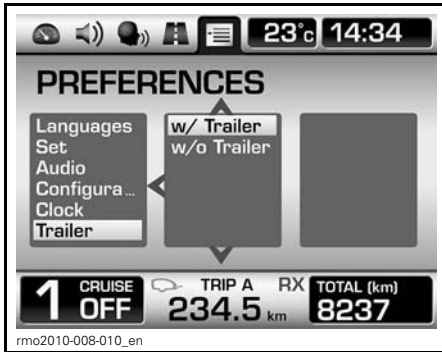 23°c 14:34
PREFERENCES
Languages
Set
Audio
Configura...
Clock
Trailer
w/ Trailer
w/o Trailer
1 CRUISE OFF
TRIP A RX
234.5 km
TOTAL (km)
8237
rmo2010-008-010_en